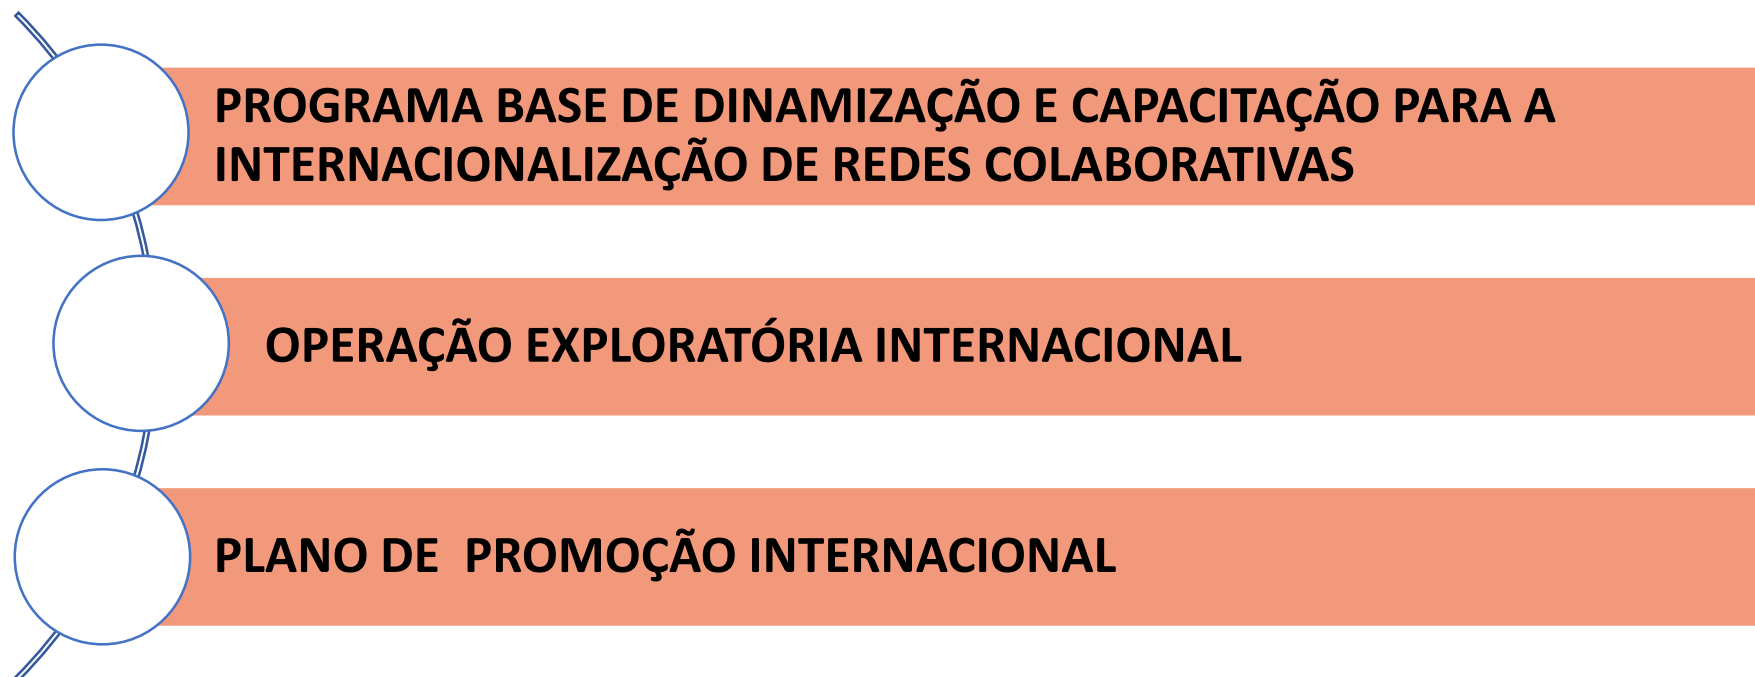 PROGRAMA BASE DE DINAMIZAÇÃO E CAPACITAÇÃO PARA A
INTERNACIONALIZAÇÃO DE REDES COLABORATIVAS
OPERAÇÃO EXPLORATÓRIA INTERNACIONAL
PLANO DE  PROMOÇÃO INTERNACIONAL